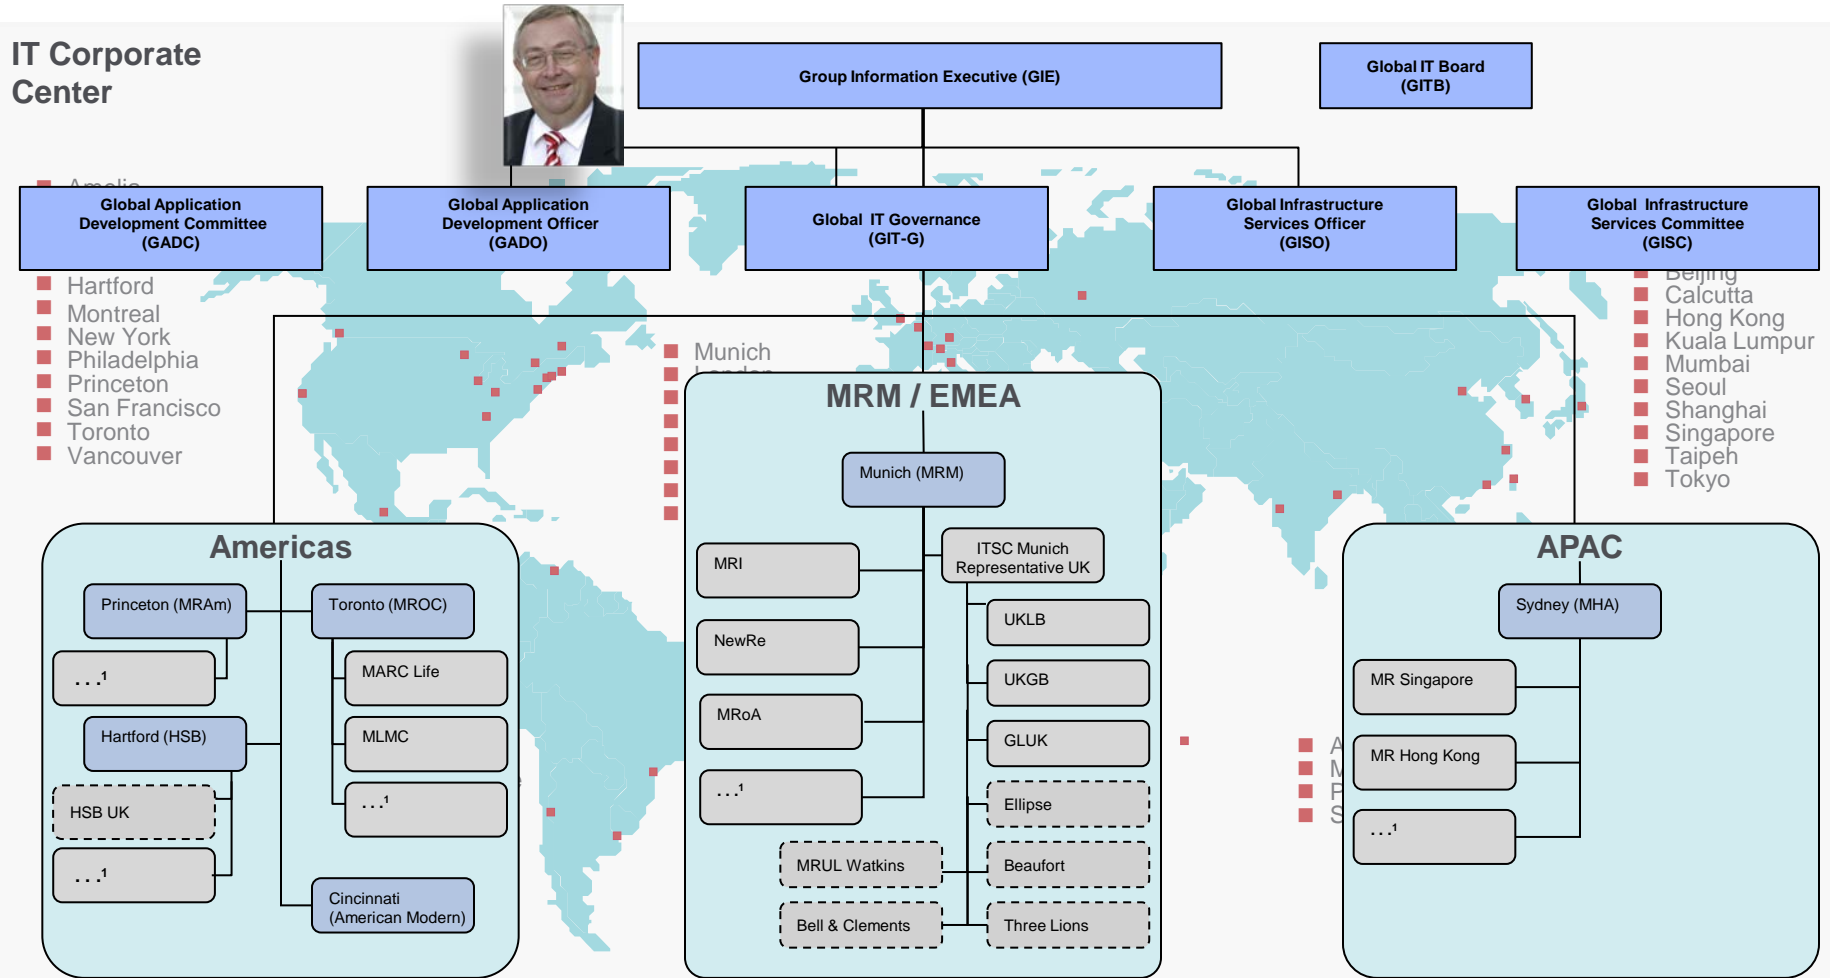 IT Corporate
Center
Group Information Executive (GIE)
Global IT Board
(GITB)
Global Application
Development Committee
(GADC)
Global Application
Development Officer
(GADO)
Global IT Governance
(GIT-G)
Global Infrastructure
Services Officer
(GISO)
Global Infrastructure
Services Committee
(GISC)
Amelia
Hartford
Montreal
New York
Philadelphia
Princeton
San Francisco
Toronto
Vancouver
Munich
London
Beijing
Calcutta
Hong Kong
Kuala Lumpur
Mumbai
Seoul
Shanghai
Singapore
Taipeh
Tokyo
Americas
Princeton (MRAm)
. . .¹
Hartford (HSB)
HSB UK
. . .¹
Toronto (MROC)
MARC Life
MLMC
. . .¹
Cincinnati
(American Modern)
MRM / EMEA
Munich (MRM)
MRI
NewRe
MRoA
. . .¹
ITSC Munich
Representative UK
UKLB
UKGB
GLUK
Ellipse
MRUL Watkins
Beaufort
Bell & Clements
Three Lions
APAC
Sydney (MHA)
MR Singapore
MR Hong Kong
. . .¹